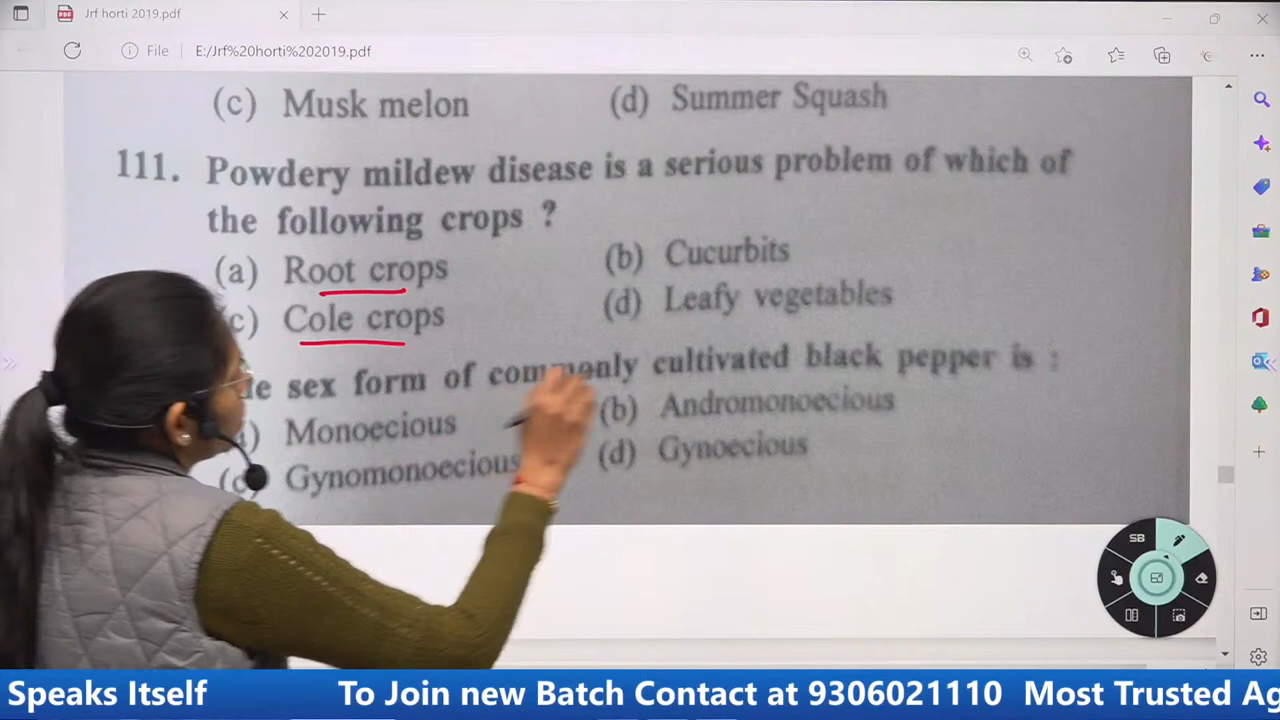 Jrf horti 2019.pdf
File E:/Jrf%20horti%202019.pdf
(c) Musk melon (d) Summer Squash
111. Powdery mildew disease is a serious problem of which of
the following crops ?
(a) Root crops (b) Cucurbits
c) Cole crops (d) Leafy vegetables
sex form of commonly cultivated black pepper is :
) Monoecious (b) Andromonoecious
(c Gynomonoecious (d) Gynoecious
SB
Speaks Itself To Join new Batch Contact at 9306021110 Most Trusted Ag